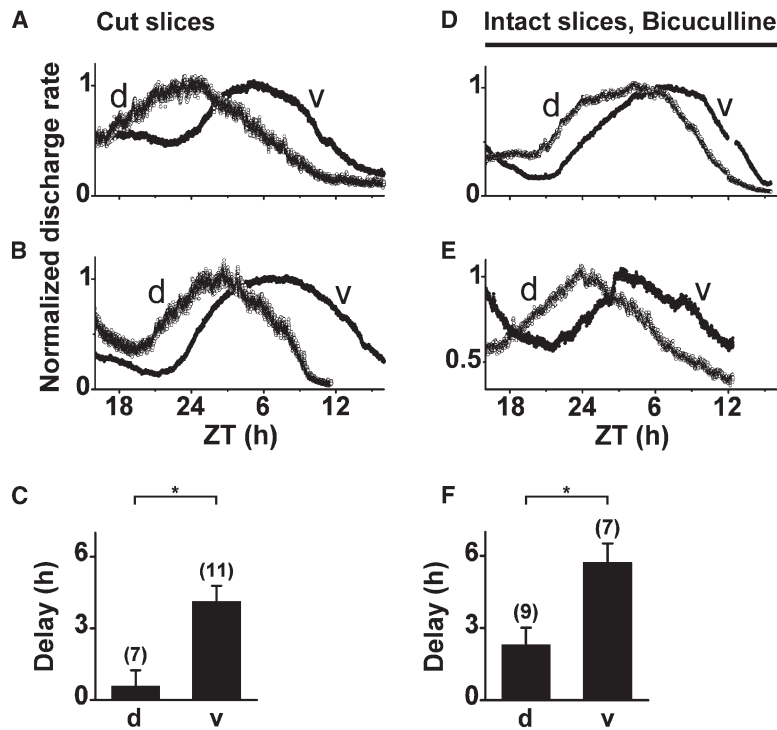 A Cut slices
D Intact slices, Bicuculline
Normalized discharge rate
1
d
v
0
1
d
v
0
B
1
d
v
0
18 24 6 12
ZT (h)
E
1
d
v
0.5
18 24 6 12
ZT (h)
C
*
Delay (h)
6
3
0
(7)
(11)
d v
F
*
Delay (h)
6
3
0
(9)
(7)
d v